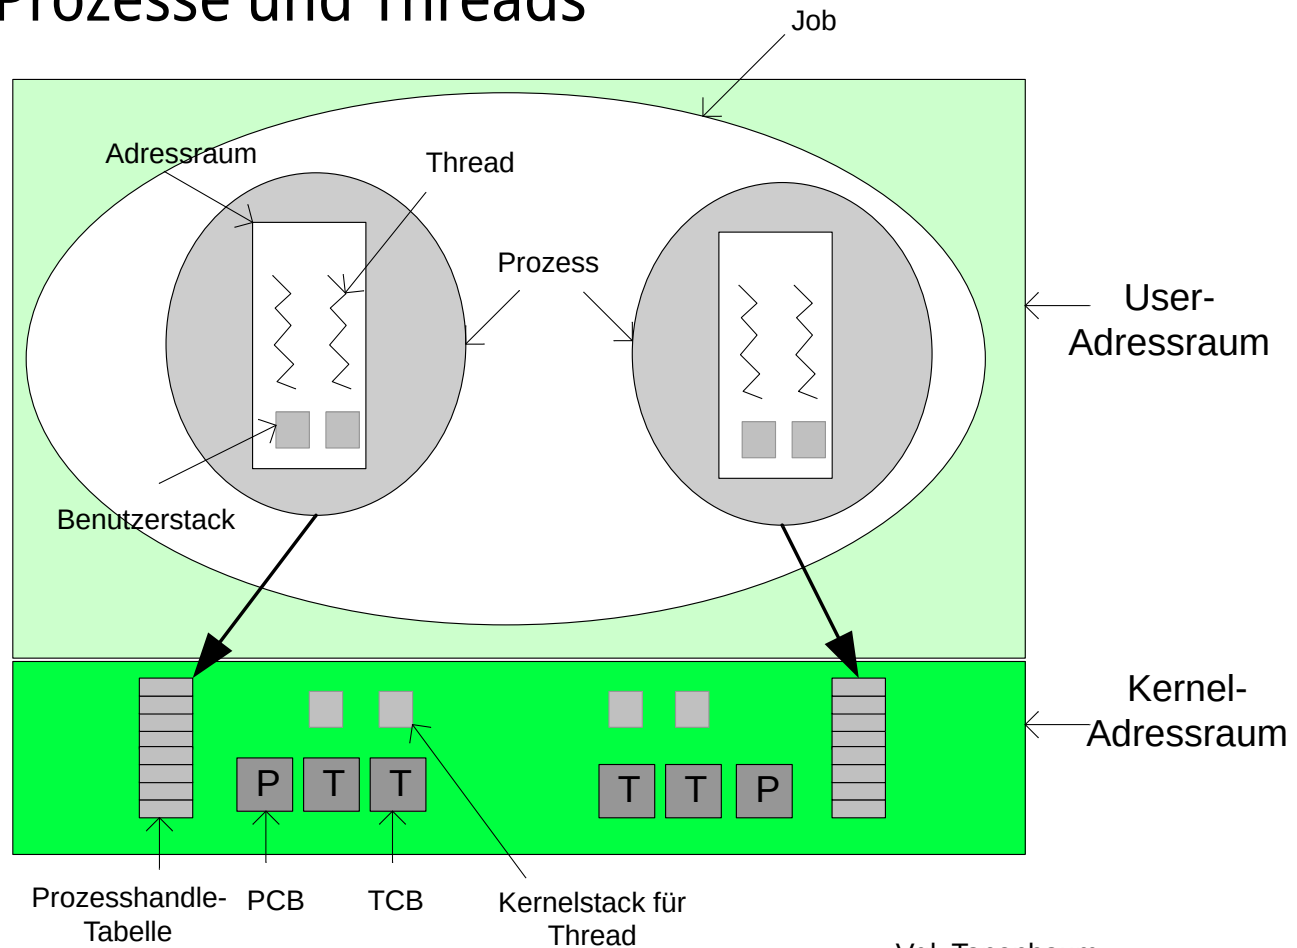 Prozesse und Threads
Job
Adressraum
Thread
Prozess
User-
Adressraum
Benutzerstack
Kernel-
Adressraum
P
T
T
T
T
P
Prozesshandle-
Tabelle
PCB
TCB
Kernelstack für
Thread